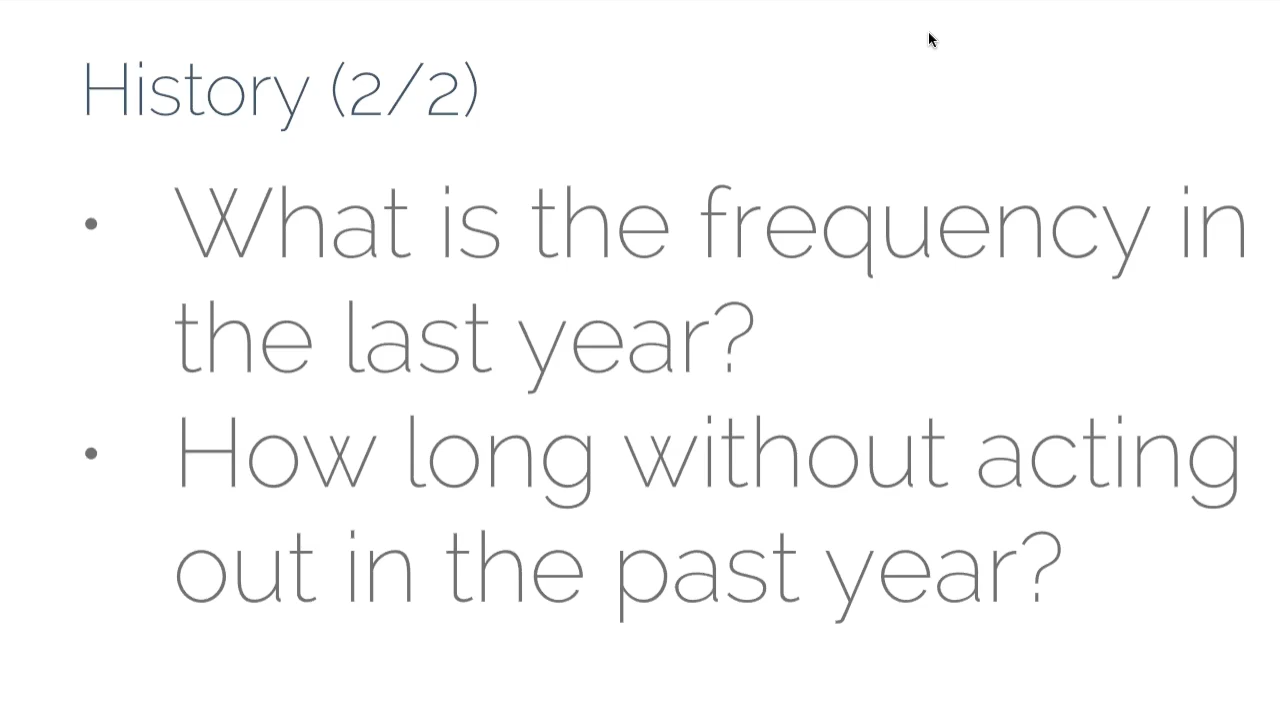 History (2/2)
• What is the frequency in
the last year?
• How long without acting
out in the past year?